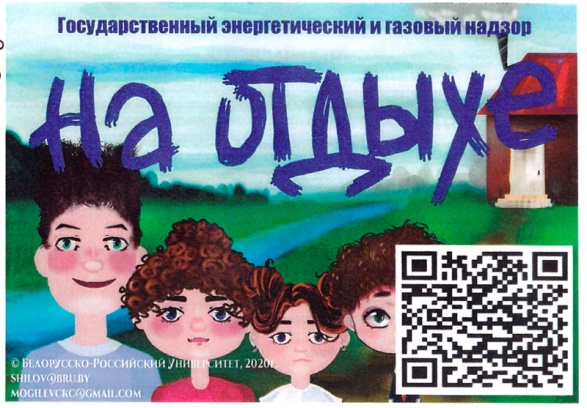 Государственный энергетический и газовый надзор
на отдыхе
© Белорусско-Российский Университет, 2020г
shilov@bru.by
mogilevckc@gmail.com